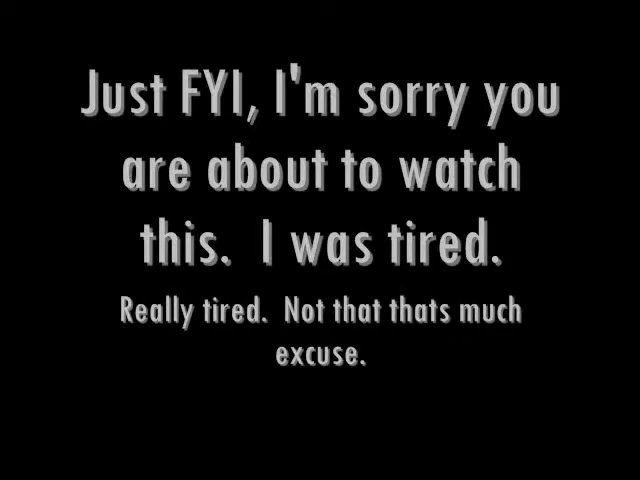 Just FYI, I'm sorry you
are about to watch
this.  I was tired.
Really tired.  Not that thats much
excuse.